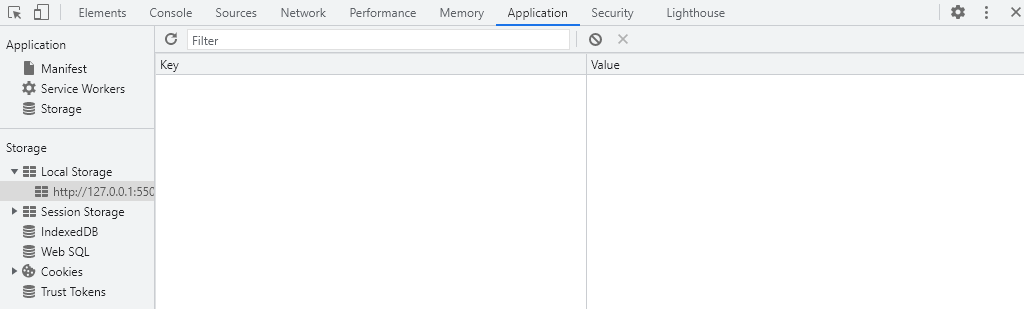 Elements Console Sources Network Performance Memory Application Security Lighthouse
Application
Manifest
Service Workers
Storage
Storage
Local Storage
http://127.0.0.1:550
Session Storage
IndexedDB
Web SQL
Cookies
Trust Tokens
Filter
Key Value